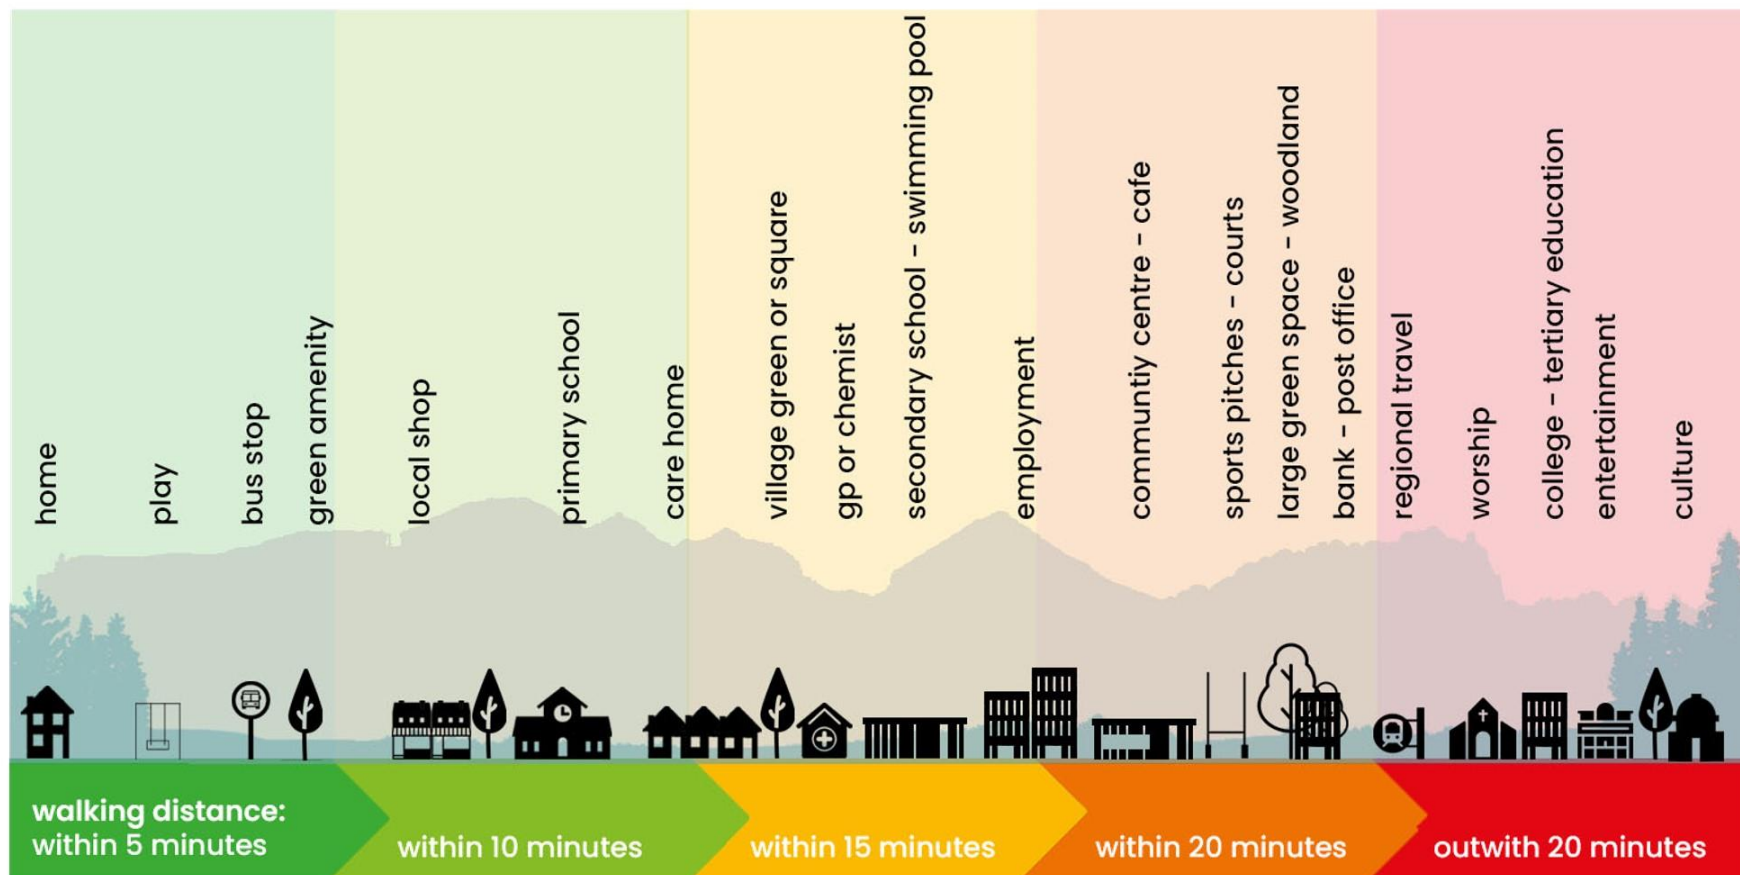 home
play
bus stop
green amenity
local shop
primary school
care home
village green or square
gp or chemist
secondary school - swimming pool
employment
communtiy centre - cafe
sports pitches - courts
large green space - woodland
bank - post office
regional travel
worship
college - tertiary education
entertainment
culture
walking distance:
within 5 minutes
within 10 minutes
within 15 minutes
within 20 minutes
outwith 20 minutes